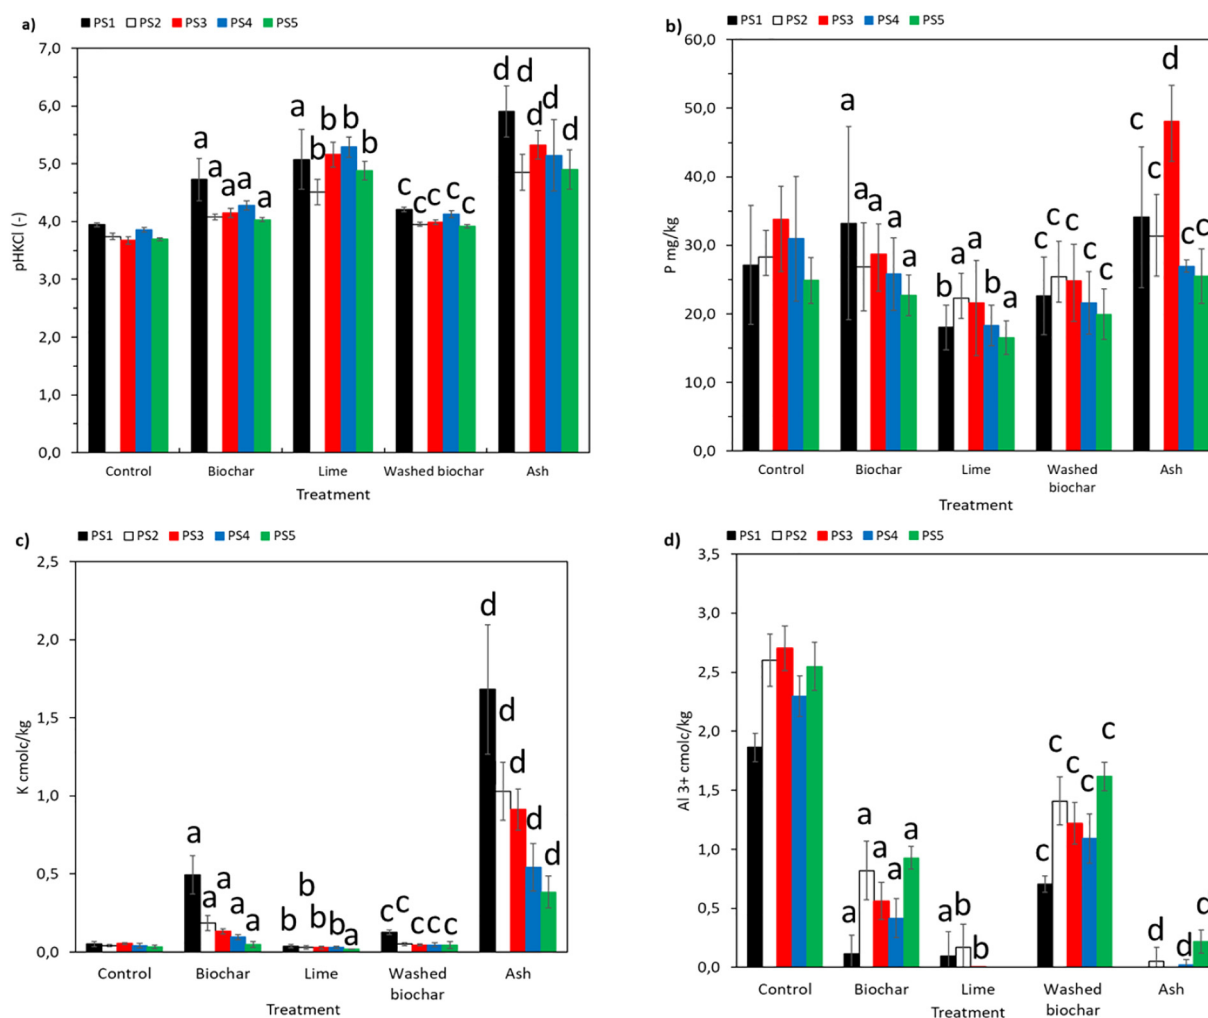 a)
PS1 PS2 PS3 PS4 PS5
7,0
6,0
5,0
4,0
3,0
2,0
1,0
0,0
pHKCl (-)
a a a a a
a b b b b
c c c c c
d d d d d
Control Biochar Lime Washed biochar Ash
Treatment
b)
PS1 PS2 PS3 PS4 PS5
60,0
50,0
40,0
30,0
20,0
10,0
0,0
P mg/kg
a a a a a
b a a b a
c c c c c
c c d c c
Control Biochar Lime Washed Ash
biochar
Treatment
c)
PS1 PS2 PS3 PS4 PS5
2,5
2,0
1,5
1,0
0,5
0,0
K cmolc/kg
a a a a a
b b b b a
c c c c c
d d d d d
Control Biochar Lime Washed Ash
biochar
Treatment
d)
PS1 PS2 PS3 PS4 PS5
3,5
3,0
2,5
2,0
1,5
1,0
0,5
0,0
Al 3+ cmolc/kg
a a a a a
a b b
c c c c c
d d d
Control Biochar Lime Washed Ash
biochar
Treatment